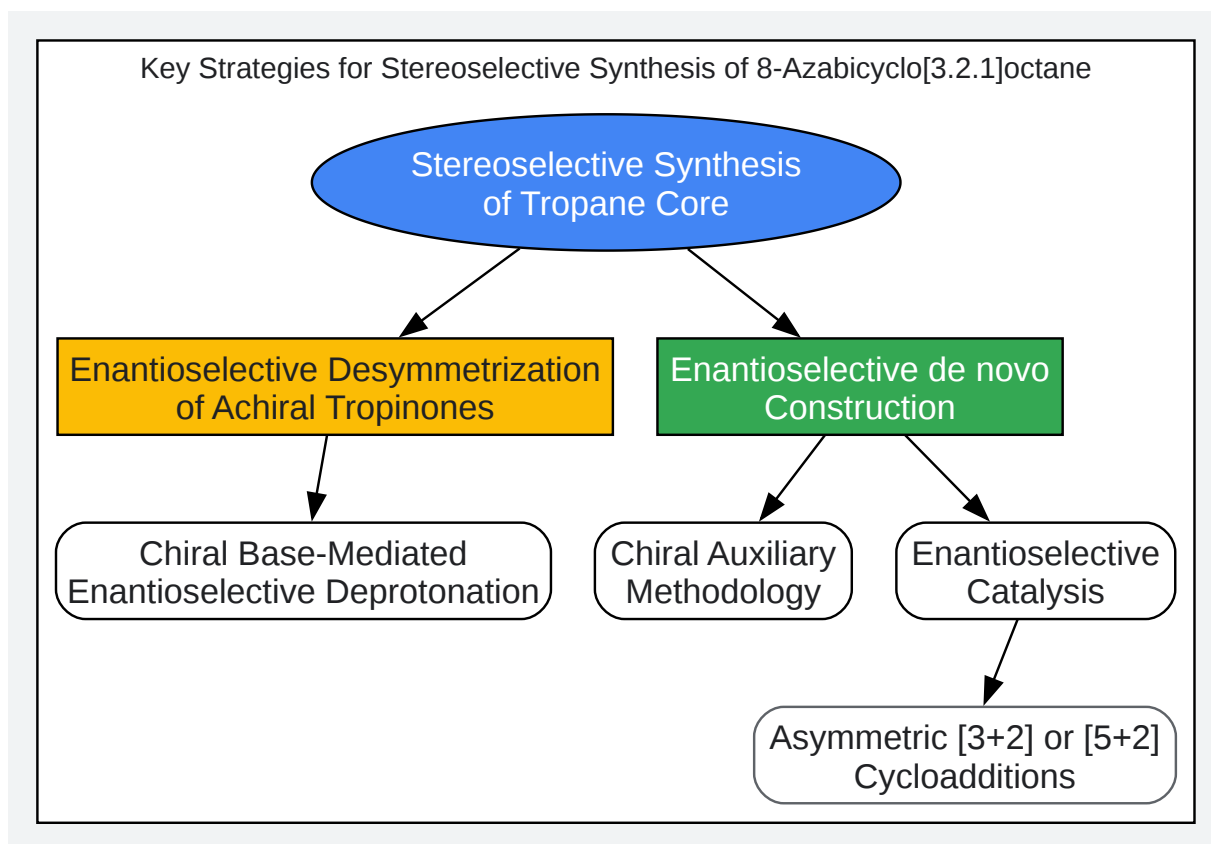 Key Strategies for Stereoselective Synthesis of 8-Azabicyclo[3.2.1]octane
Stereoselective Synthesis
of Tropane Core
Enantioselective Desymmetrization
of Achiral Tropinones
Enantioselective de novo
Construction
Chiral Base-Mediated
Enantioselective Deprotonation
Chiral Auxiliary
Methodology
Enantioselective
Catalysis
Asymmetric [3+2] or [5+2]
Cycloadditions